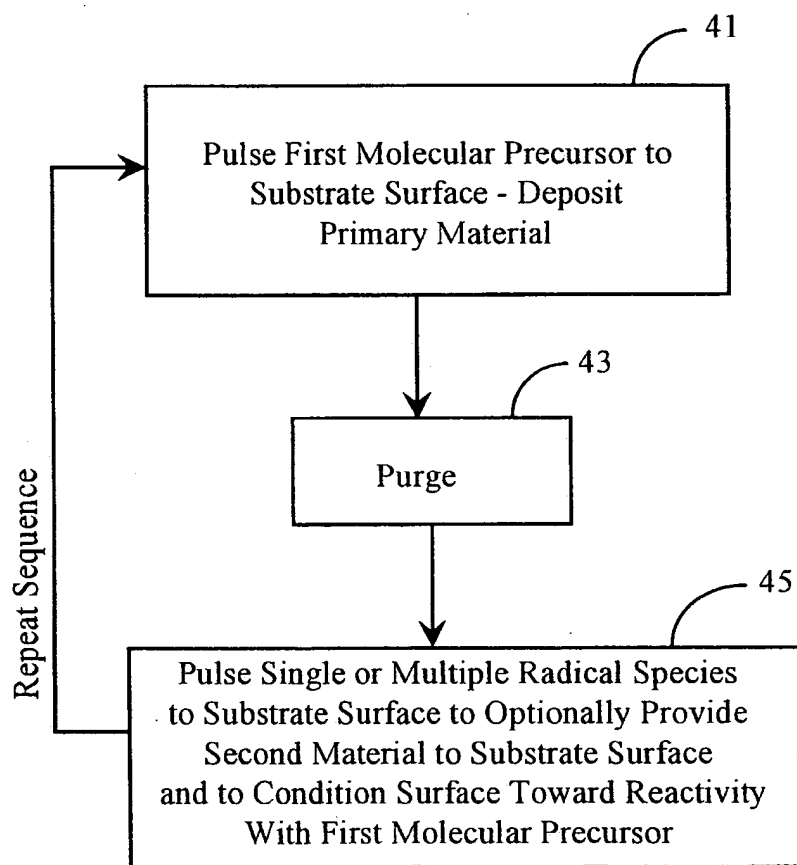 41
Pulse First Molecular Precursor to
Substrate Surface - Deposit
Primary Material
43
Purge
Repeat Sequence
45
Pulse Single or Multiple Radical Species
to Substrate Surface to Optionally Provide
Second Material to Substrate Surface
and to Condition Surface Toward Reactivity
With First Molecular Precursor